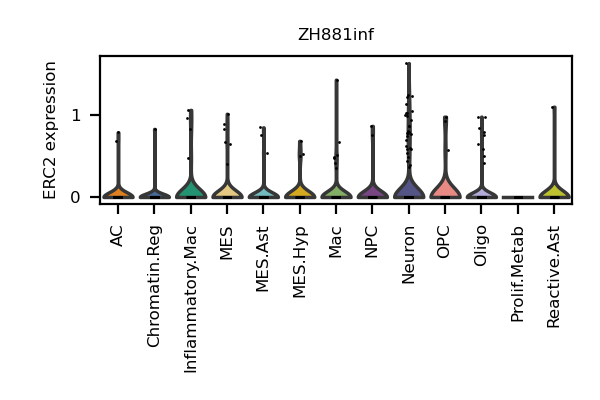 ZH881inf
ERC2 expression
1
0
AC
Chromatin.Reg
Inflammatory.Mac
MES
MES.Ast
MES.Hyp
Mac
NPC
Neuron
OPC
Oligo
Prolif.Metab
Reactive.Ast